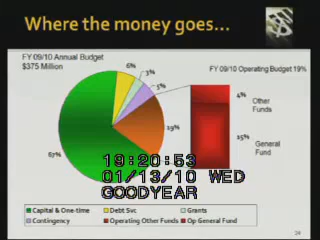 Where the money goes...
FY 09/10 Annual Budget
$375 Million
FY 09/10 Operating Budget 19%
6%
3%
5%
19%
67%
4%
Other
Funds
15%
General
Fund
19:20:53
01/13/10 WED
GOODYEAR
Capital & One-time
Debt Svc
Grants
Contingency
Operating Other Funds
Op General Fund
24